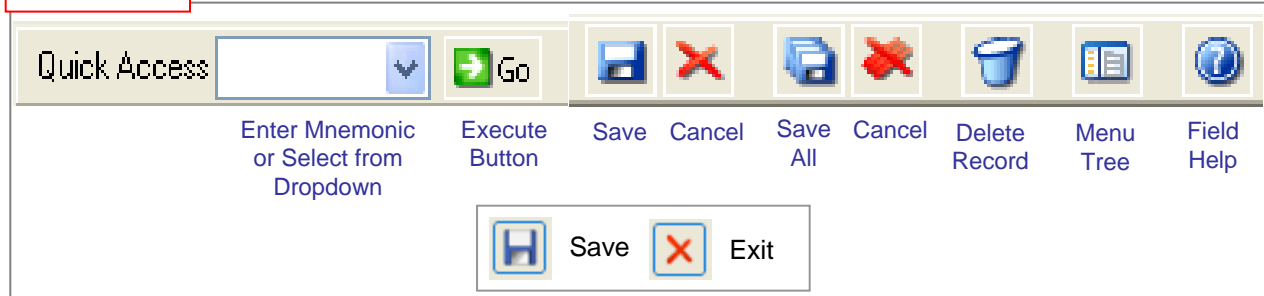 Quick Access Go
Enter Mnemonic Execute Save Cancel Save Cancel Delete Menu Field
or Select from Button All Record Tree Help
Dropdown
Save Exit